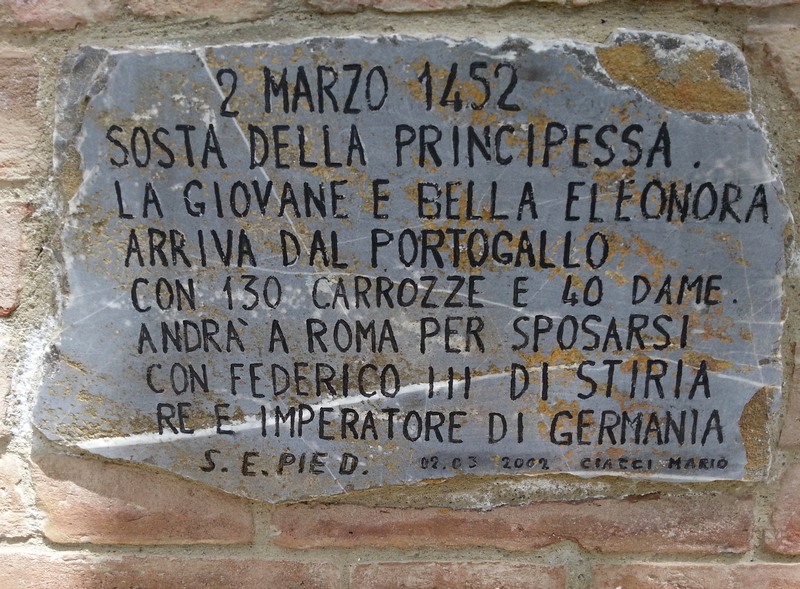 2 MARZO 1452
SOSTA DELLA PRINCIPESSA.
LA GIOVANE E BELLA ELEONORA
ARRIVA DAL PORTOGALLO
CON 130 CARROZZE E 40 DAME.
ANDRÀ A ROMA PER SPOSARSI
CON FEDERICO III DI STIRIA
RE E IMPERATORE DI GERMANIA
S. E. PIE D. 02.03 2002 CIACCI MARIO